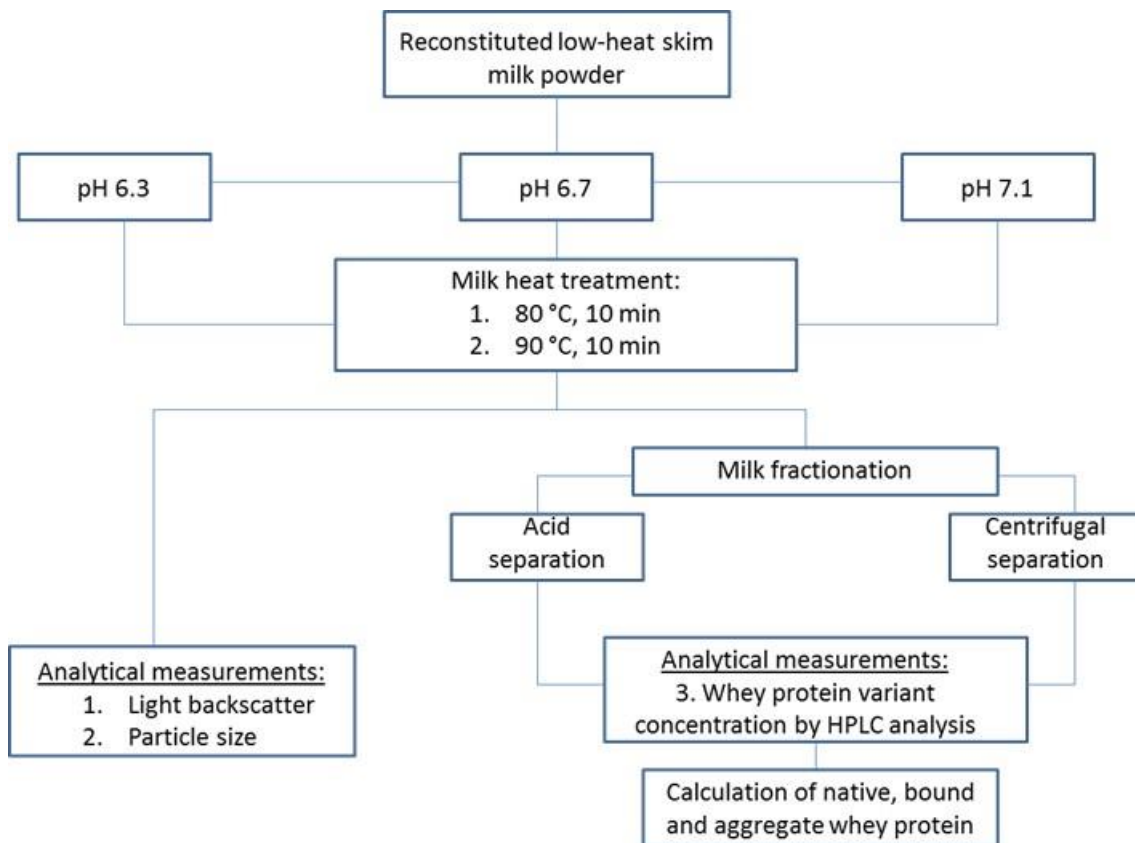 Reconstituted low-heat skim
milk powder
pH 6.3
pH 6.7
pH 7.1
Milk heat treatment:
1. 80 °C, 10 min
2. 90 °C, 10 min
Milk fractionation
Acid
separation
Centrifugal
separation
Analytical measurements:
1. Light backscatter
2. Particle size
Analytical measurements:
3. Whey protein variant
concentration by HPLC analysis
Calculation of native, bound
and aggregate whey protein